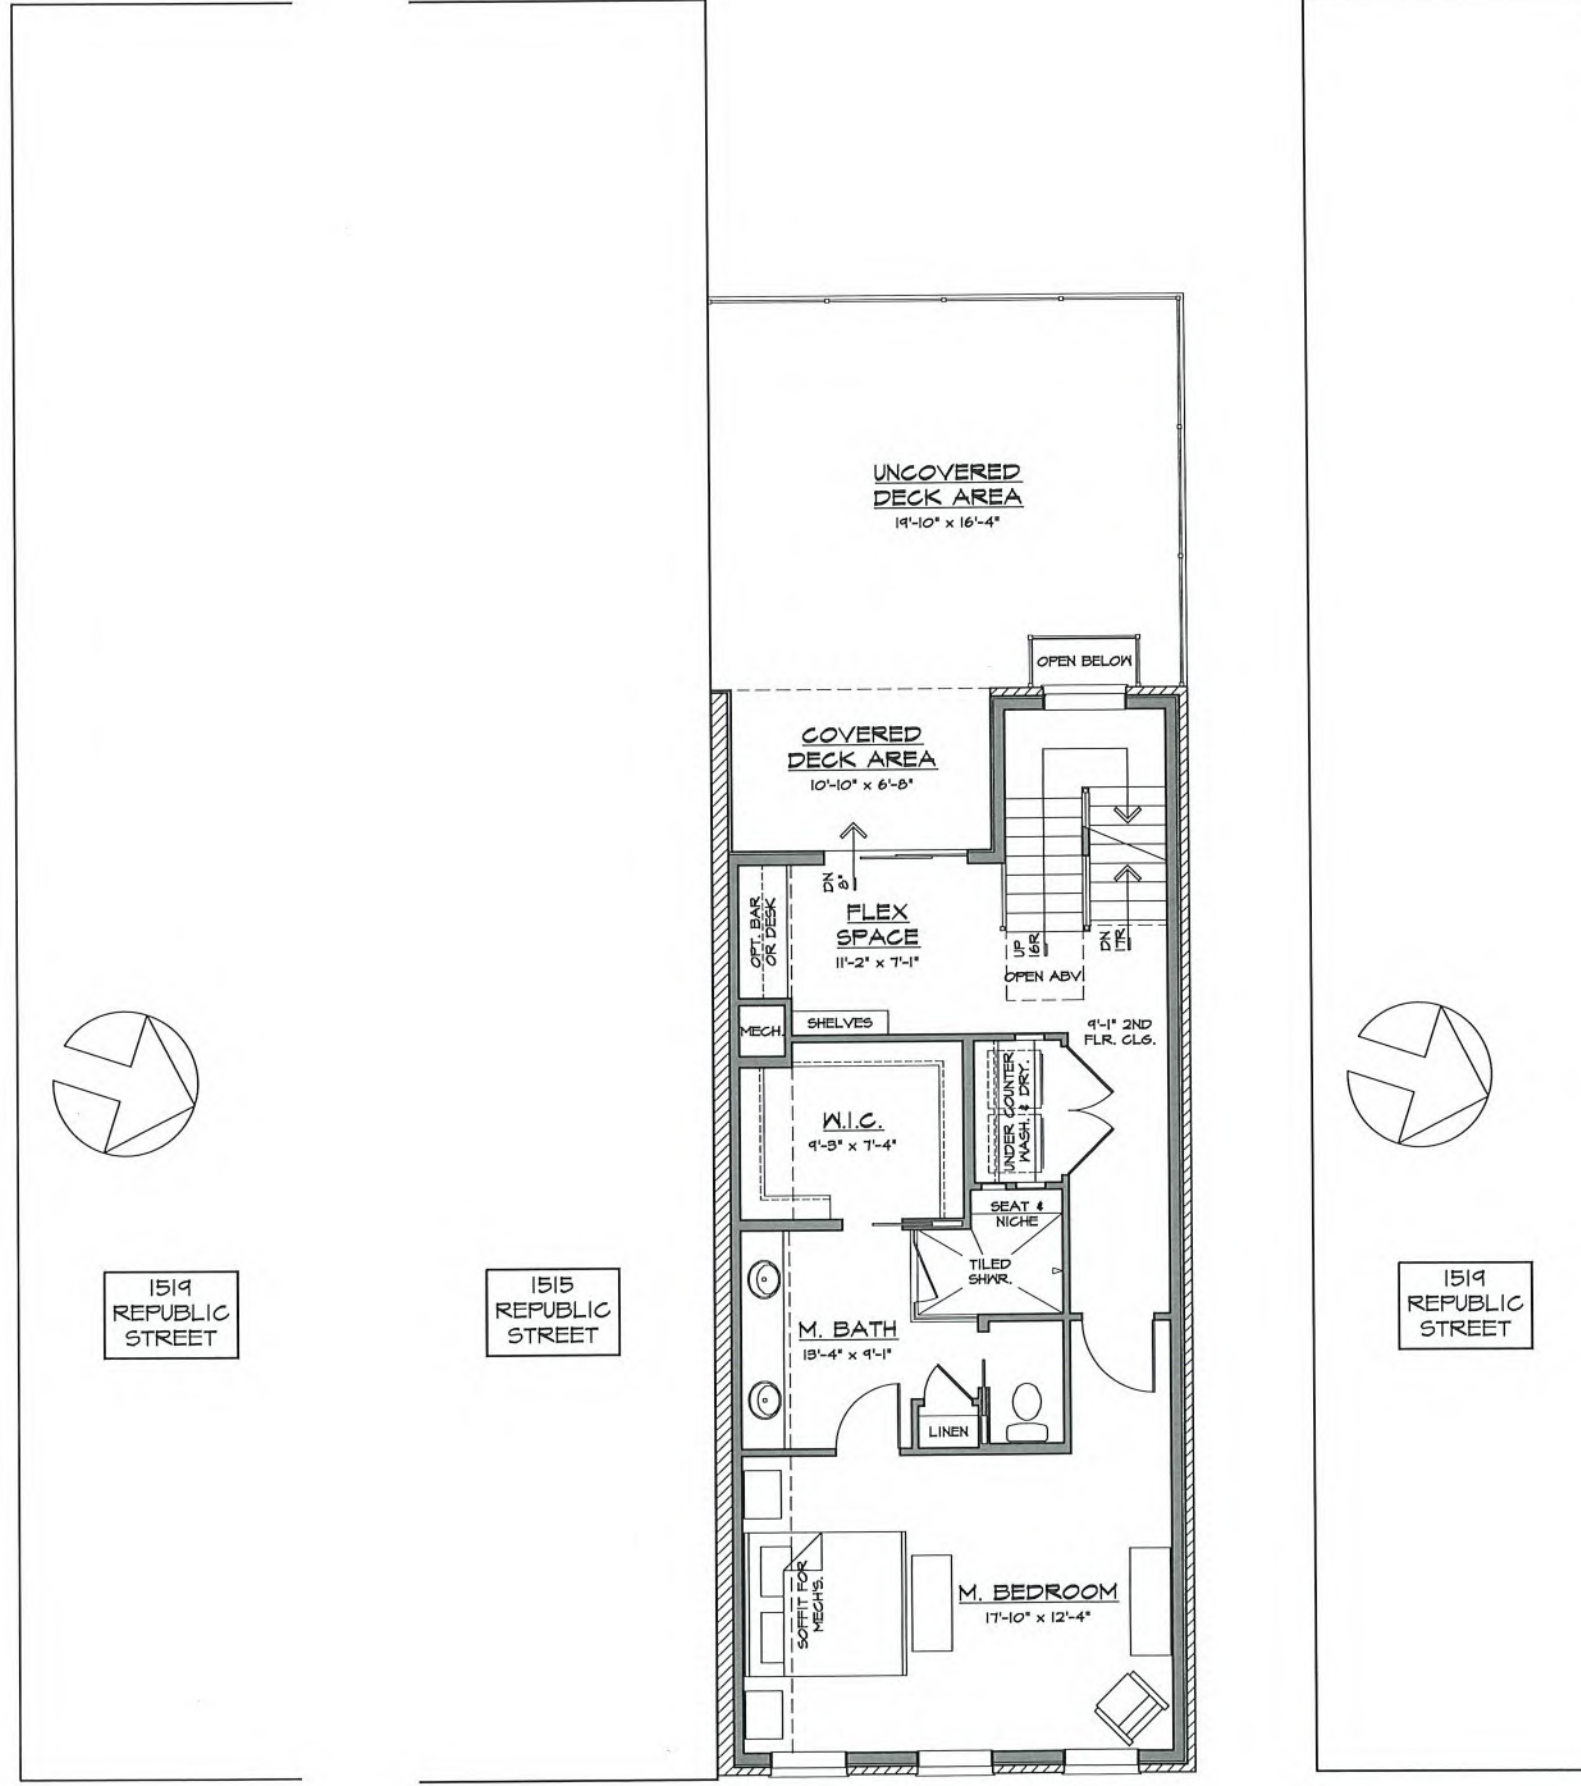 UNCOVERED
DECK AREA
19'-10" x 16'-4"
OPEN BELOW
COVERED
DECK AREA
10'-10" x 6'-8"
DN
8"
OPT. BAR
OR DESK
FLEX
SPACE
11'-2" x 7'-1"
UP
16R
DN
17R
OPEN ABV
MECH.
SHELVES
9'-1" 2ND
FLR. CLG.
UNDER COUNTER
WASH. & DRY.
W.I.C.
9'-3" x 7'-4"
SEAT &
NICHE
TILED
SHWR.
1519
REPUBLIC
STREET
1515
REPUBLIC
STREET
1519
REPUBLIC
STREET
M. BATH
13'-4" x 9'-1"
LINEN
SOFFIT FOR
MECH'S.
M. BEDROOM
17'-10" x 12'-4"